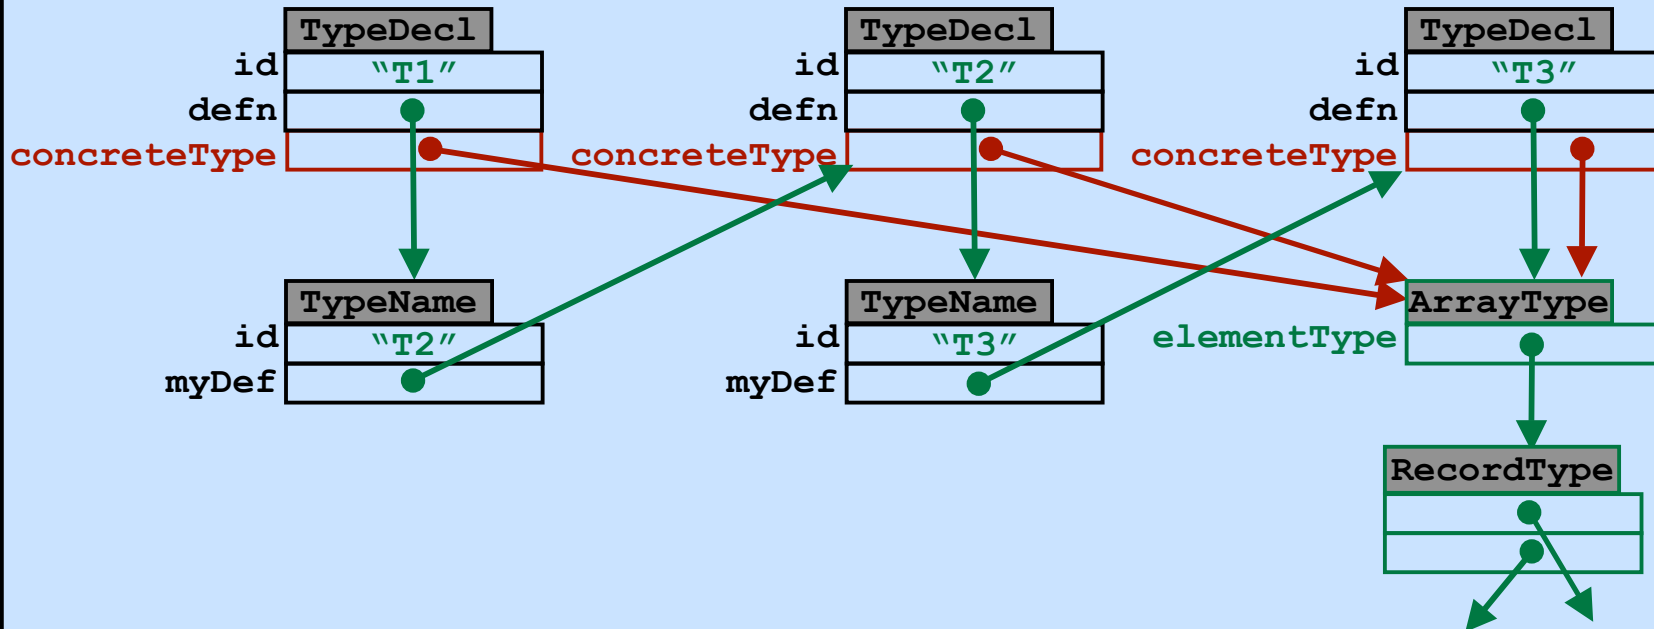 TypeDecl TypeDecl TypeDecl
id “T1” id “T2” id “T3”
defn defn defn
concreteType concreteType concreteType
TypeName TypeName ArrayType
id “T2” id “T3” elementType
myDef myDef
RecordType